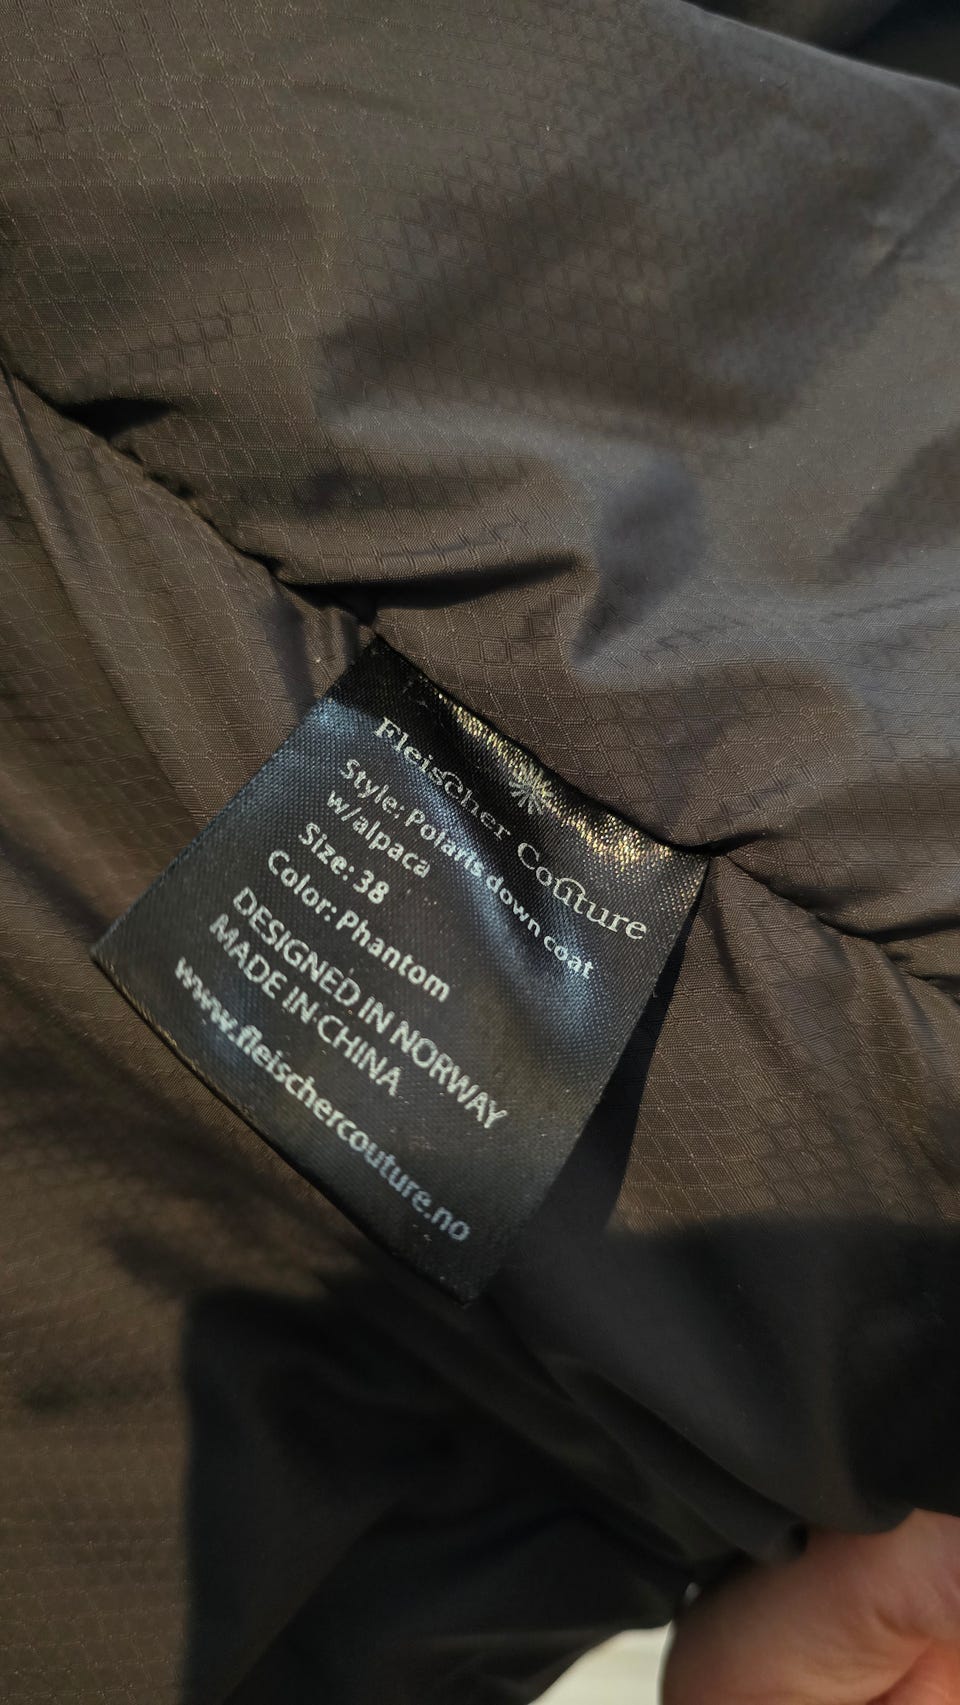 Fleischer Couture
Style: Polaris down coat
w/alpaca
Size: 38
Color: Phantom
DESIGNED IN NORWAY
MADE IN CHINA
www.fleischercouture.no